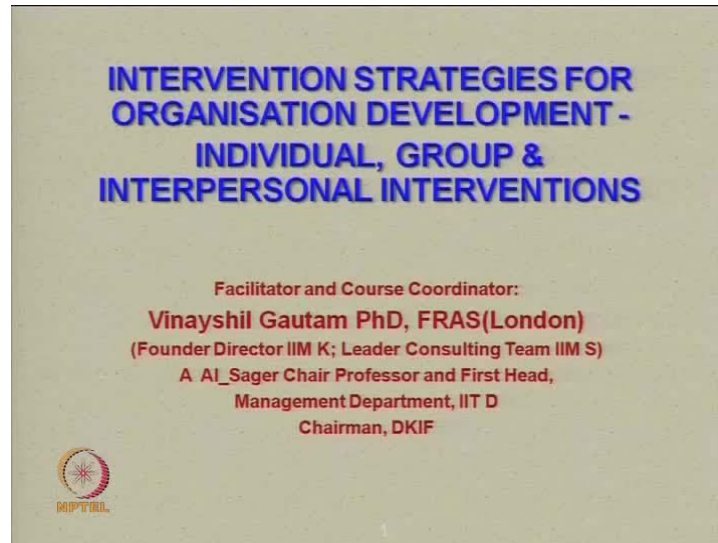 INTERVENTION STRATEGIES FOR
ORGANISATION DEVELOPMENT -
INDIVIDUAL, GROUP &
INTERPERSONAL INTERVENTIONS
Facilitator and Course Coordinator:
Vinayshil Gautam PhD, FRAS(London)
(Founder Director IIM K; Leader Consulting Team IIM S)
A Al_Sager Chair Professor and First Head,
Management Department, IIT D
Chairman, DKIF
NPTEL
1